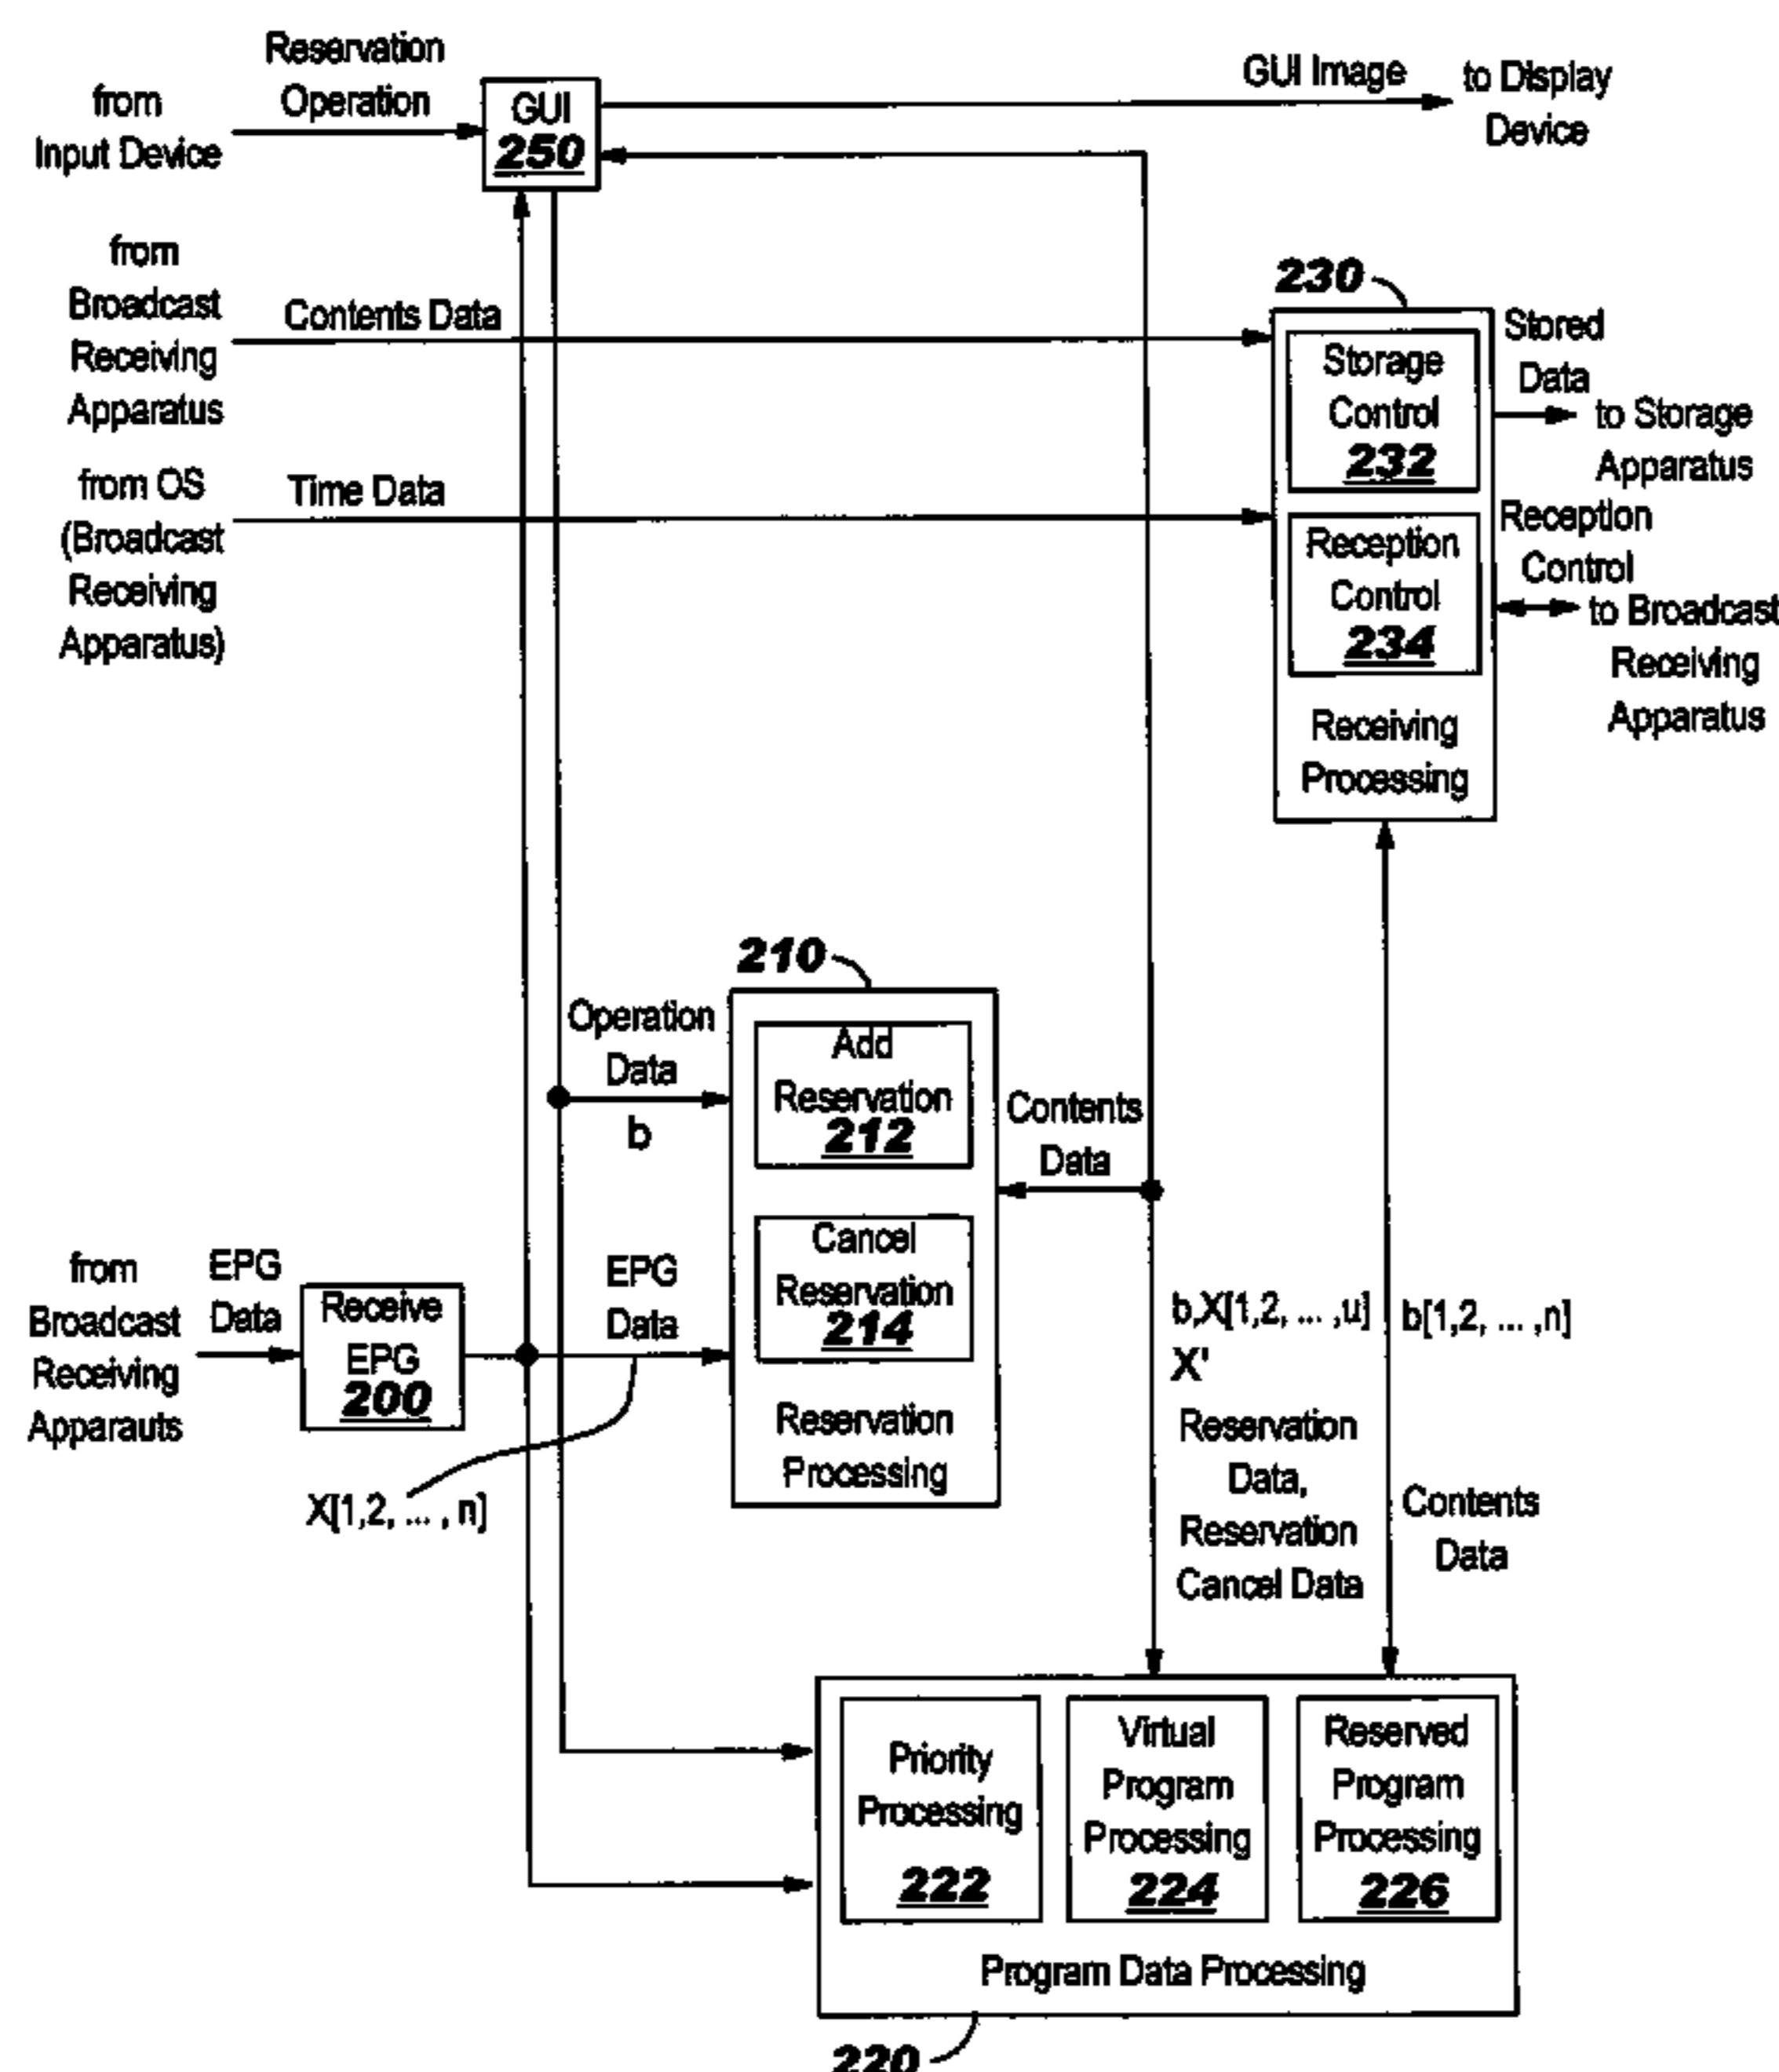 Reservation
Operation
from
Input Device
GUI
250
GUI Image
to Display
Device
from
Broadcast
Receiving
Apparatus
Contents Data
from OS
(Broadcast
Receiving
Apparatus)
Time Data
230
Storage
Control
232
Reception
Control
234
Receiving
Processing
Stored
Data
to Storage
Apparatus
Reception
Control
to Broadcast
Receiving
Apparatus
210
Operation
Data
b
Add
Reservation
212
Cancel
Reservation
214
Reservation
Processing
Contents
Data
from
Broadcast
Receiving
Apparauts
EPG
Data
Receive
EPG
200
EPG
Data
X[1,2, ... , n]
b,X[1,2, ... ,u]
X'
Reservation
Data,
Reservation
Cancel Data
b[1,2, ... ,n]
Contents
Data
Priority
Processing
222
Virtual
Program
Processing
224
Reserved
Program
Processing
226
Program Data Processing
220